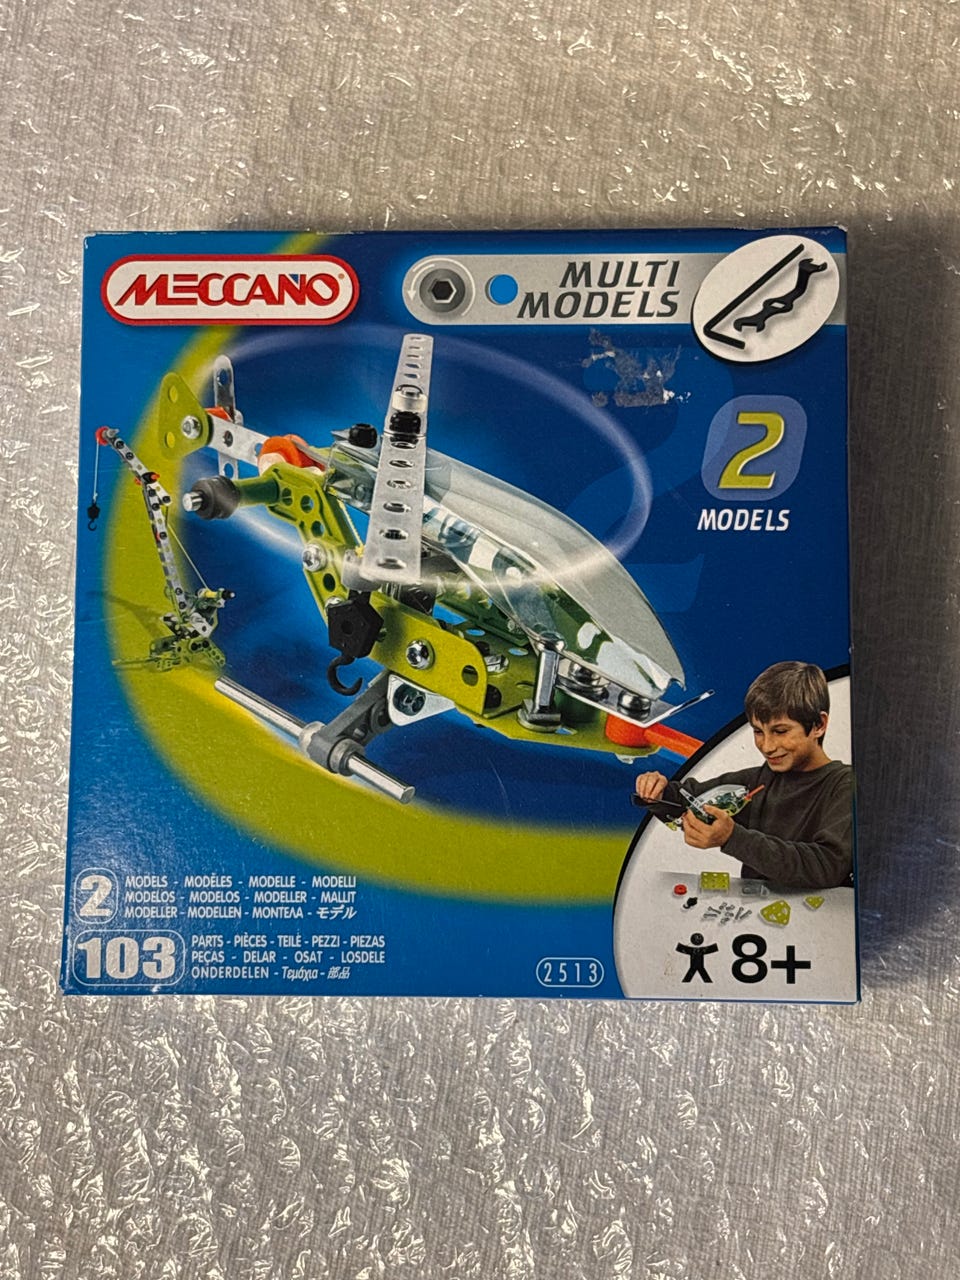 MECCANO®
MULTI
MODELS
2
MODELS
2
MODELS - MODÈLES - MODELLE - MODELLI
MODELOS - MODELOS - MODELLER - MALLIT
MODELLER - MODELLEN - ΜΟΝΤΕΛΑ - モデル
103
PARTS - PIÈCES - TEILE - PEZZI - PIEZAS
PEÇAS - DELAR - OSAT - LOSDELE
ONDERDELEN - Τεμάχια - 部品
2513
8+